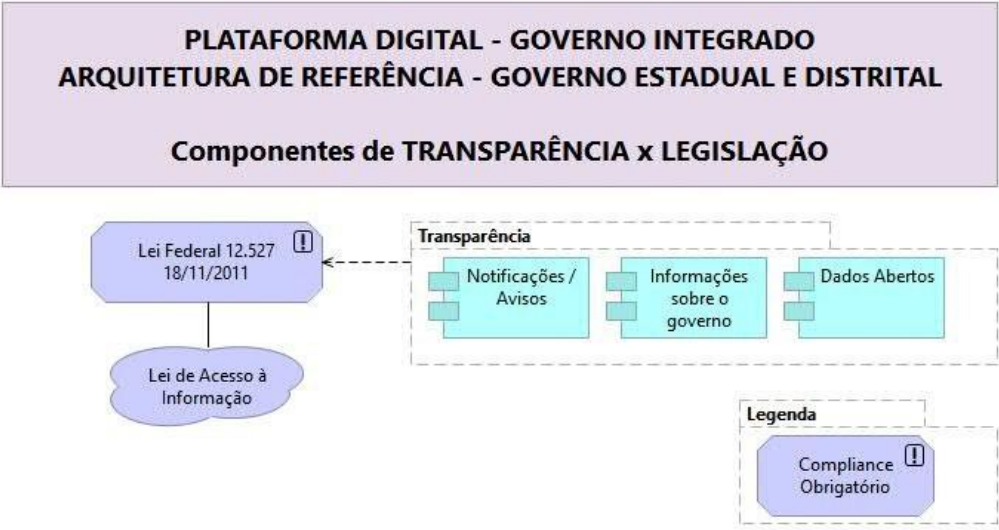 PLATAFORMA DIGITAL - GOVERNO INTEGRADO
ARQUITETURA DE REFERÊNCIA - GOVERNO ESTADUAL E DISTRITAL
Componentes de TRANSPARÊNCIA x LEGISLAÇÃO
Lei Federal 12.527
18/11/2011
Lei de Acesso à
Informação
Transparência
Notificações /
Avisos
Informações
sobre o
governo
Dados Abertos
Legenda
Compliance
Obrigatório